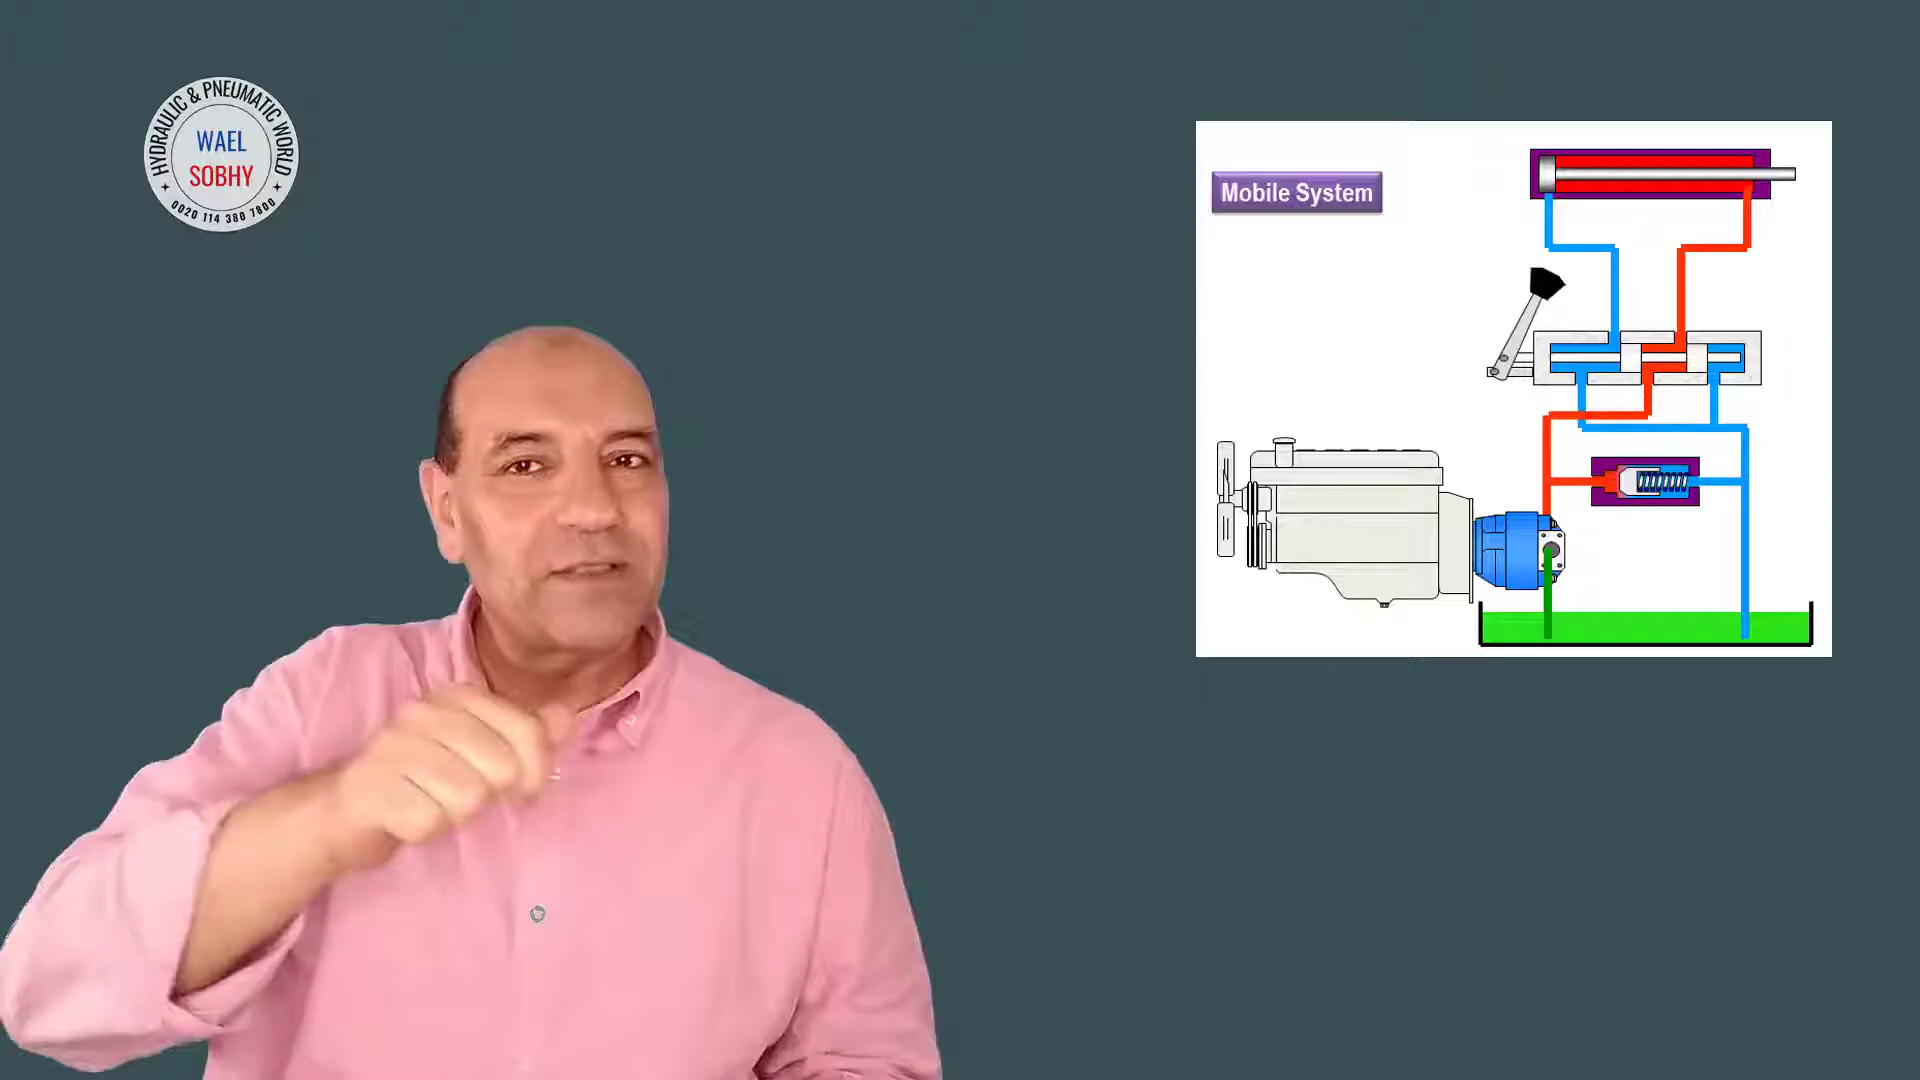 HYDRAULIC & PNEUMATIC WORLD
WAEL
SOBHY
0020 114 380 7800
Mobile System